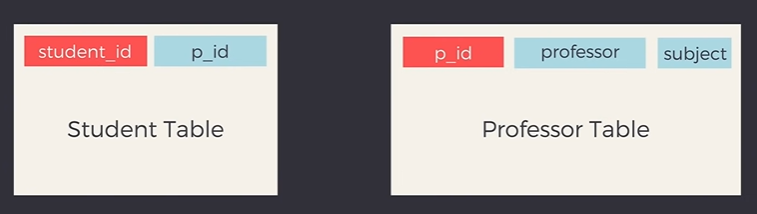 student_id p_id
Student Table
p_id professor subject
Professor Table